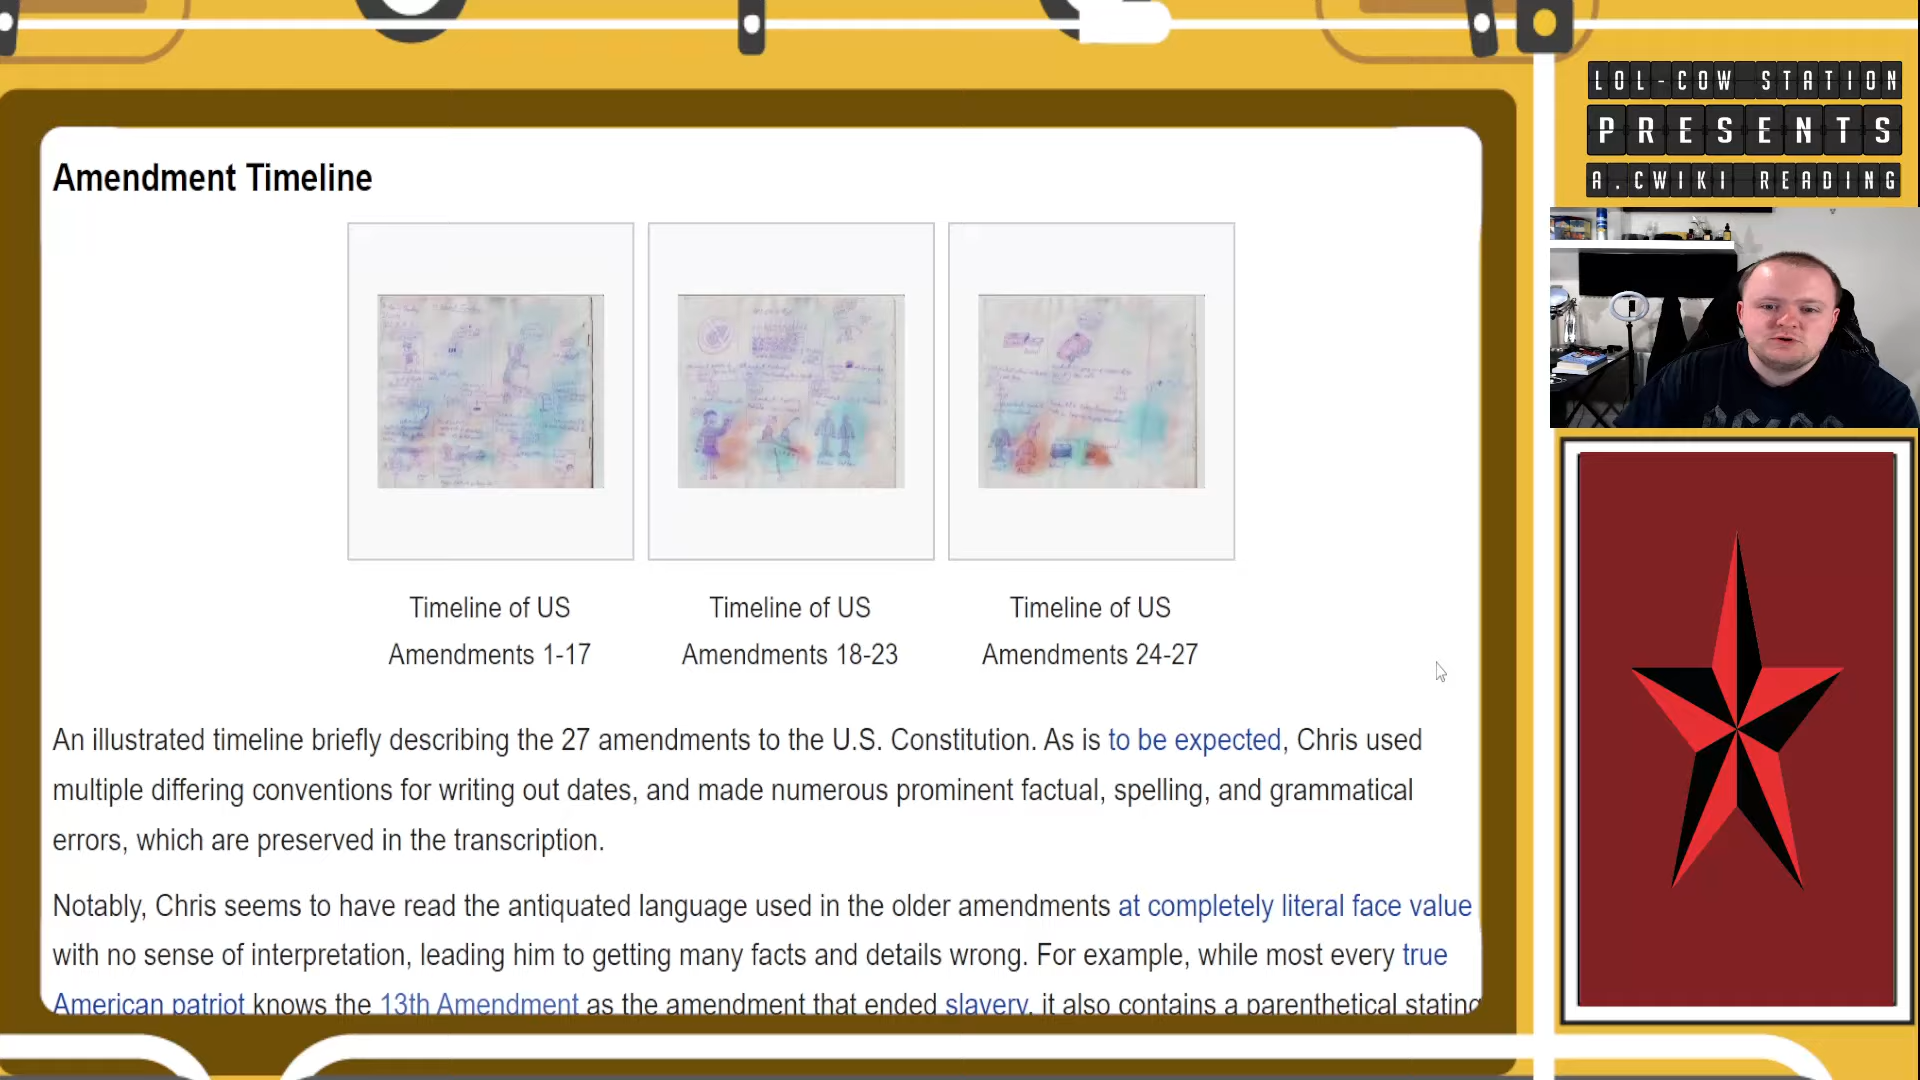 LOL-COW STATION
PRESENTS
A.CWIKI READING
Amendment Timeline
Timeline of US
Amendments 1-17
Timeline of US
Amendments 18-23
Timeline of US
Amendments 24-27
An illustrated timeline briefly describing the 27 amendments to the U.S. Constitution. As is to be expected, Chris used
multiple differing conventions for writing out dates, and made numerous prominent factual, spelling, and grammatical
errors, which are preserved in the transcription.
Notably, Chris seems to have read the antiquated language used in the older amendments at completely literal face value
with no sense of interpretation, leading him to getting many facts and details wrong. For example, while most every true
American patriot knows the 13th Amendment as the amendment that ended slavery, it also contains a parenthetical stating